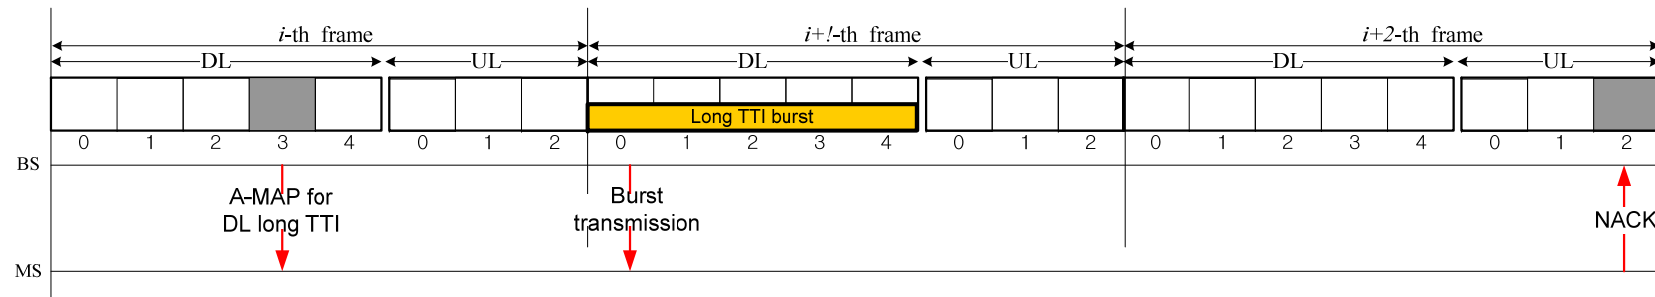 i-th frame i+!-th frame i+2-th frame
DL UL DL UL DL UL
Long TTI burst
0 1 2 3 4 0 1 2 0 1 2 3 4 0 1 2 0 1 2 3 4 0 1 2
BS
A-MAP for
DL long TTI
Burst
transmission
NACK
MS